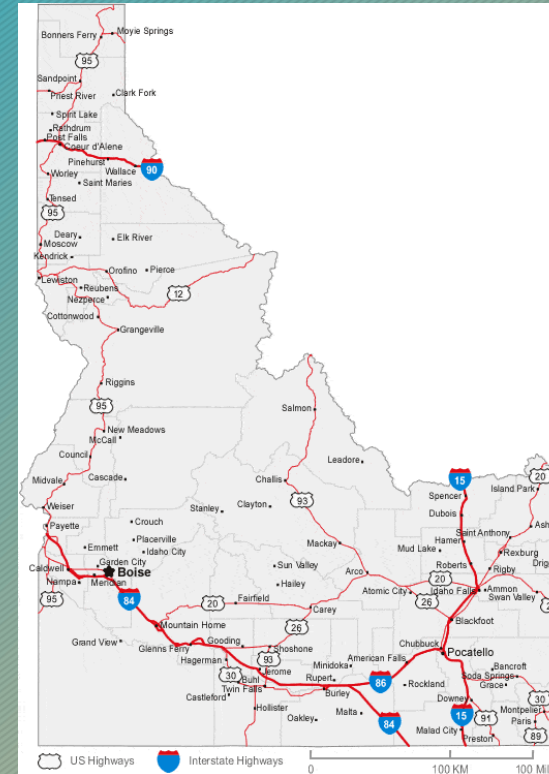 Bonners Ferry
Moyie Springs
95
Sandpoint
Priest River
Clark Fork
Spirit Lake
Rathdrum
Post Falls
Coeur d'Alene
Pinehurst
Wallace
90
Worley
Saint Maries
Tensed
95
Deary
Elk River
Moscow
Kendrick
Orofino
Pierce
Lewiston
Reubens
12
Nezperce
Cottonwood
Grangeville
Riggins
95
Salmon
New Meadows
McCall
Council
Leadore
Midvale
Cascade
Challis
15
20
Spencer
Island Park
93
Weiser
Stanley
Clayton
Dubois
Payette
Crouch
Saint Anthony
Ash
Placerville
Mackay
Hamer
Emmett
Idaho City
Mud Lake
Rexburg
Garden City
Sun Valley
Roberts
Rigby
Drig
Caldwell
Boise
Arco
20
Nampa
Meridian
Hailey
Atomic City
Idaho Falls
Ammon
Swan Valley
95
84
20
Fairfield
Carey
26
2
Mountain Home
26
Blackfoot
Grand View
Glenns Ferry
Gooding
Shoshone
Chubbuck
Hagerman
93
Minidoka
American Falls
Pocatello
30
Jerome
Bancroft
Buhl
Rupert
86
Soda Springs
Twin Falls
Burley
Rockland
Grace
Castleford
Hollister
Downey
30
Oakley
Malta
84
15
91
Montpelier
Paris
Malad City
Preston
89
US Highways
Interstate Highways
0
100 KM
100 Mil